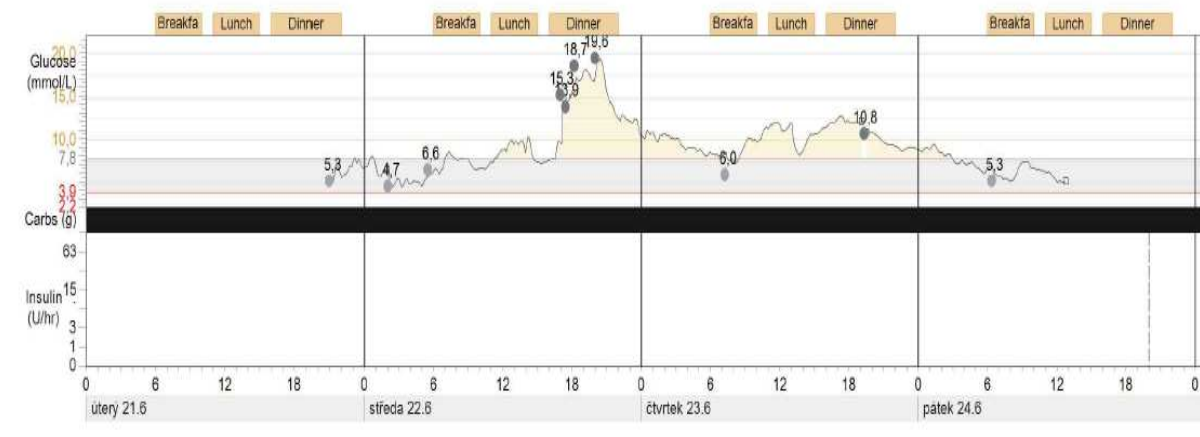 Breakfa Lunch Dinner Breakfa Lunch Dinner Breakfa Lunch Dinner Breakfa Lunch Dinner
Glucose
(mmol/L)
20,0
15,0
10,0
7,8
3,9
2,2
15,3 13,9 18,7 19,6
5,3 4,7 6,6 6,0 10,8 5,3
Carbs (g)
Insulin
(U/hr)
63
15
3
1
0
0 6 12 18 0 6 12 18 0 6 12 18 0 6 12 18 0
úterý 21.6 středa 22.6 čtvrtek 23.6 pátek 24.6